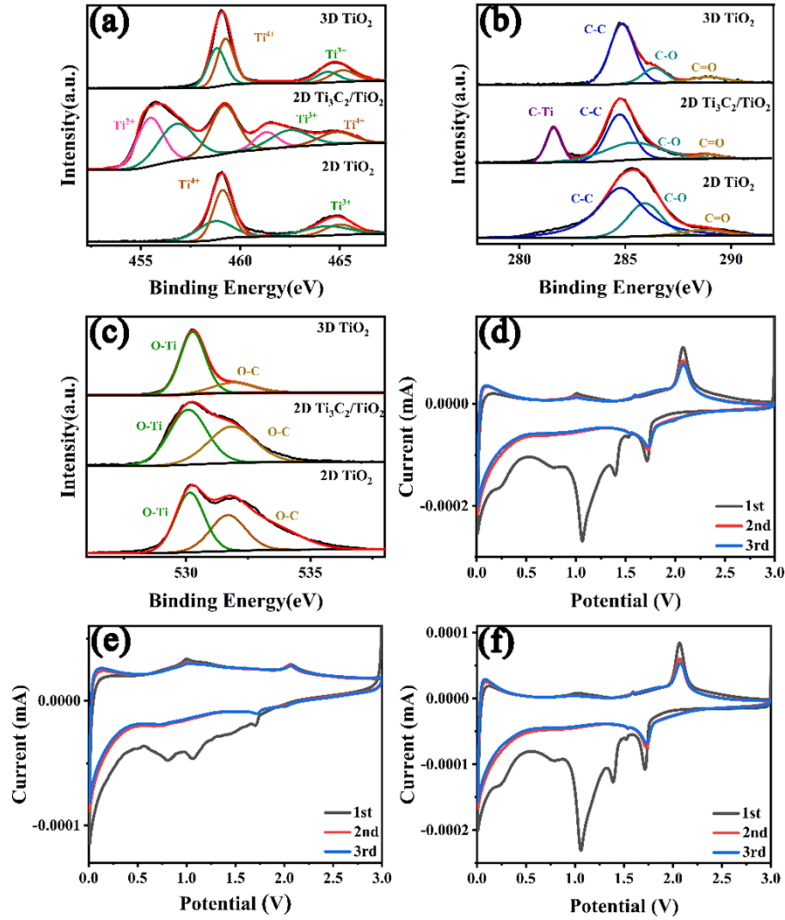 (a)
3D TiO₂
Ti⁴⁺
Ti³⁺
2D Ti₃C₂/TiO₂
Ti²⁺
Ti³⁺
Ti⁴⁺
2D TiO₂
Ti⁴⁺
Ti³⁺
Intensity(a.u.)
455 460 465
Binding Energy(eV)
(b)
3D TiO₂
C-C
C-O
C=O
2D Ti₃C₂/TiO₂
C-Ti
C-C
C-O
C=O
2D TiO₂
C-C
C-O
C=O
Intensity(a.u.)
280 285 290
Binding Energy(eV)
(c)
3D TiO₂
O-Ti
O-C
2D Ti₃C₂/TiO₂
O-Ti
O-C
2D TiO₂
O-Ti
O-C
Intensity(a.u.)
530 535
Binding Energy(eV)
(d)
Current (mA)
0.0000
-0.0002
1st
2nd
3rd
0.0 0.5 1.0 1.5 2.0 2.5 3.0
Potential (V)
(e)
Current (mA)
0.0000
-0.0001
1st
2nd
3rd
0.0 0.5 1.0 1.5 2.0 2.5 3.0
Potential (V)
(f)
Current (mA)
0.0001
0.0000
-0.0001
-0.0002
1st
2nd
3rd
0.0 0.5 1.0 1.5 2.0 2.5 3.0
Potential (V)